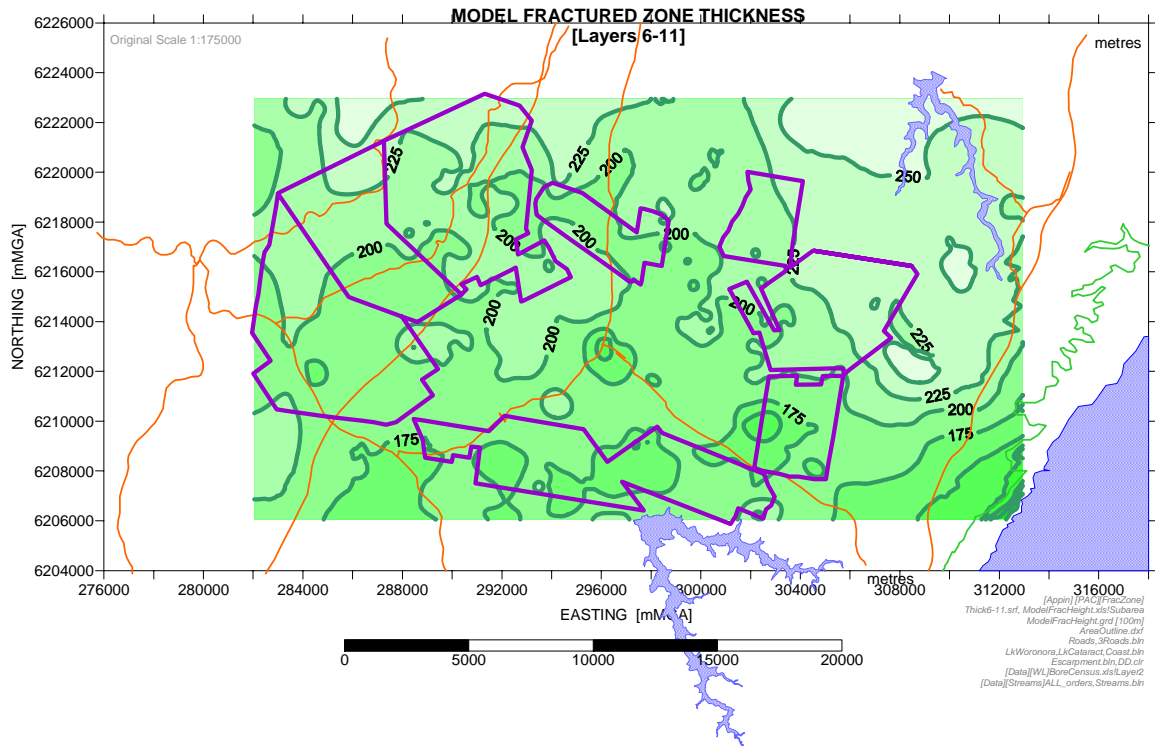 MODEL FRACTURED ZONE THICKNESS
[Layers 6-11]
Original Scale 1:175000
metres
6226000
6224000
6222000
6220000
6218000
6216000
6214000
6212000
6210000
6208000
6206000
6204000
NORTHING [mMGA]
225
225
200
250
200
200
200
200
225
200
200
200
225
225
200
175
175
175
276000
280000
284000
288000
292000
296000
300000
304000
308000
312000
316000
metres
EASTING [mMGA]
0
5000
10000
15000
20000
[Appin] [PAC][FracZone]
Thick6-11.srf, ModelFracHeight.xls!Subarea
ModelFracHeight.grd [100m]
AreaOutline.dxf
Roads,3Roads.bln
LkWoronora,LkCataract,Coast.bln
Escarpment.bln,DD.clr
[Data][WL]BoreCensus.xls!Layer2
[Data][Streams]ALL_orders,Streams.bln